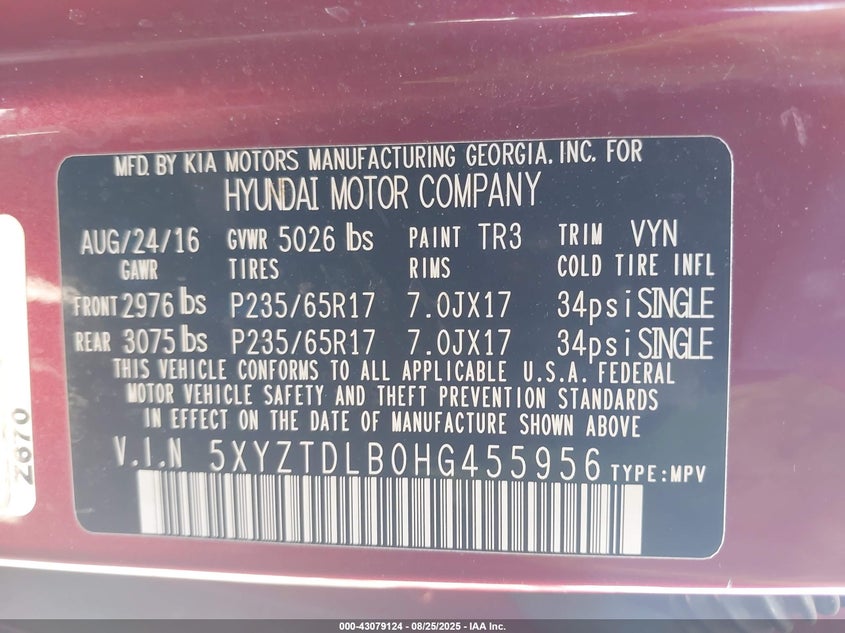 MFD. BY KIA MOTORS MANUFACTURING GEORGIA. INC. FOR
HYUNDAI MOTOR COMPANY
AUG/24/16 GVWR 5026 lbs PAINT TR3 TRIM VYN
GAWR TIRES RIMS COLD TIRE INFL
FRONT 2976 lbs P235/65R17 7.0JX17 34psi SINGLE
REAR 3075 lbs P235/65R17 7.0JX17 34psi SINGLE
THIS VEHICLE CONFORMS TO ALL APPLICABLE U.S.A. FEDERAL
MOTOR VEHICLE SAFETY AND THEFT PREVENTION STANDARDS
IN EFFECT ON THE DATE OF MANUFACTURE SHOWN ABOVE
V.I.N 5XYZTDLB0HG455956 TYPE:MPV
000-43079124 - 08/25/2025 - IAA Inc.